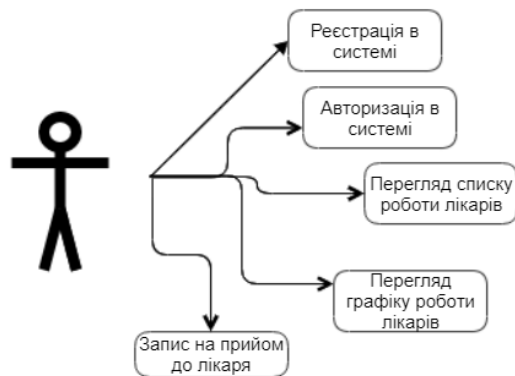 Реєстрація в
системі
Авторизація в
системі
Перегляд списку
роботи лікарів
Перегляд
графіку роботи
лікарів
Запис на прийом
до лікаря